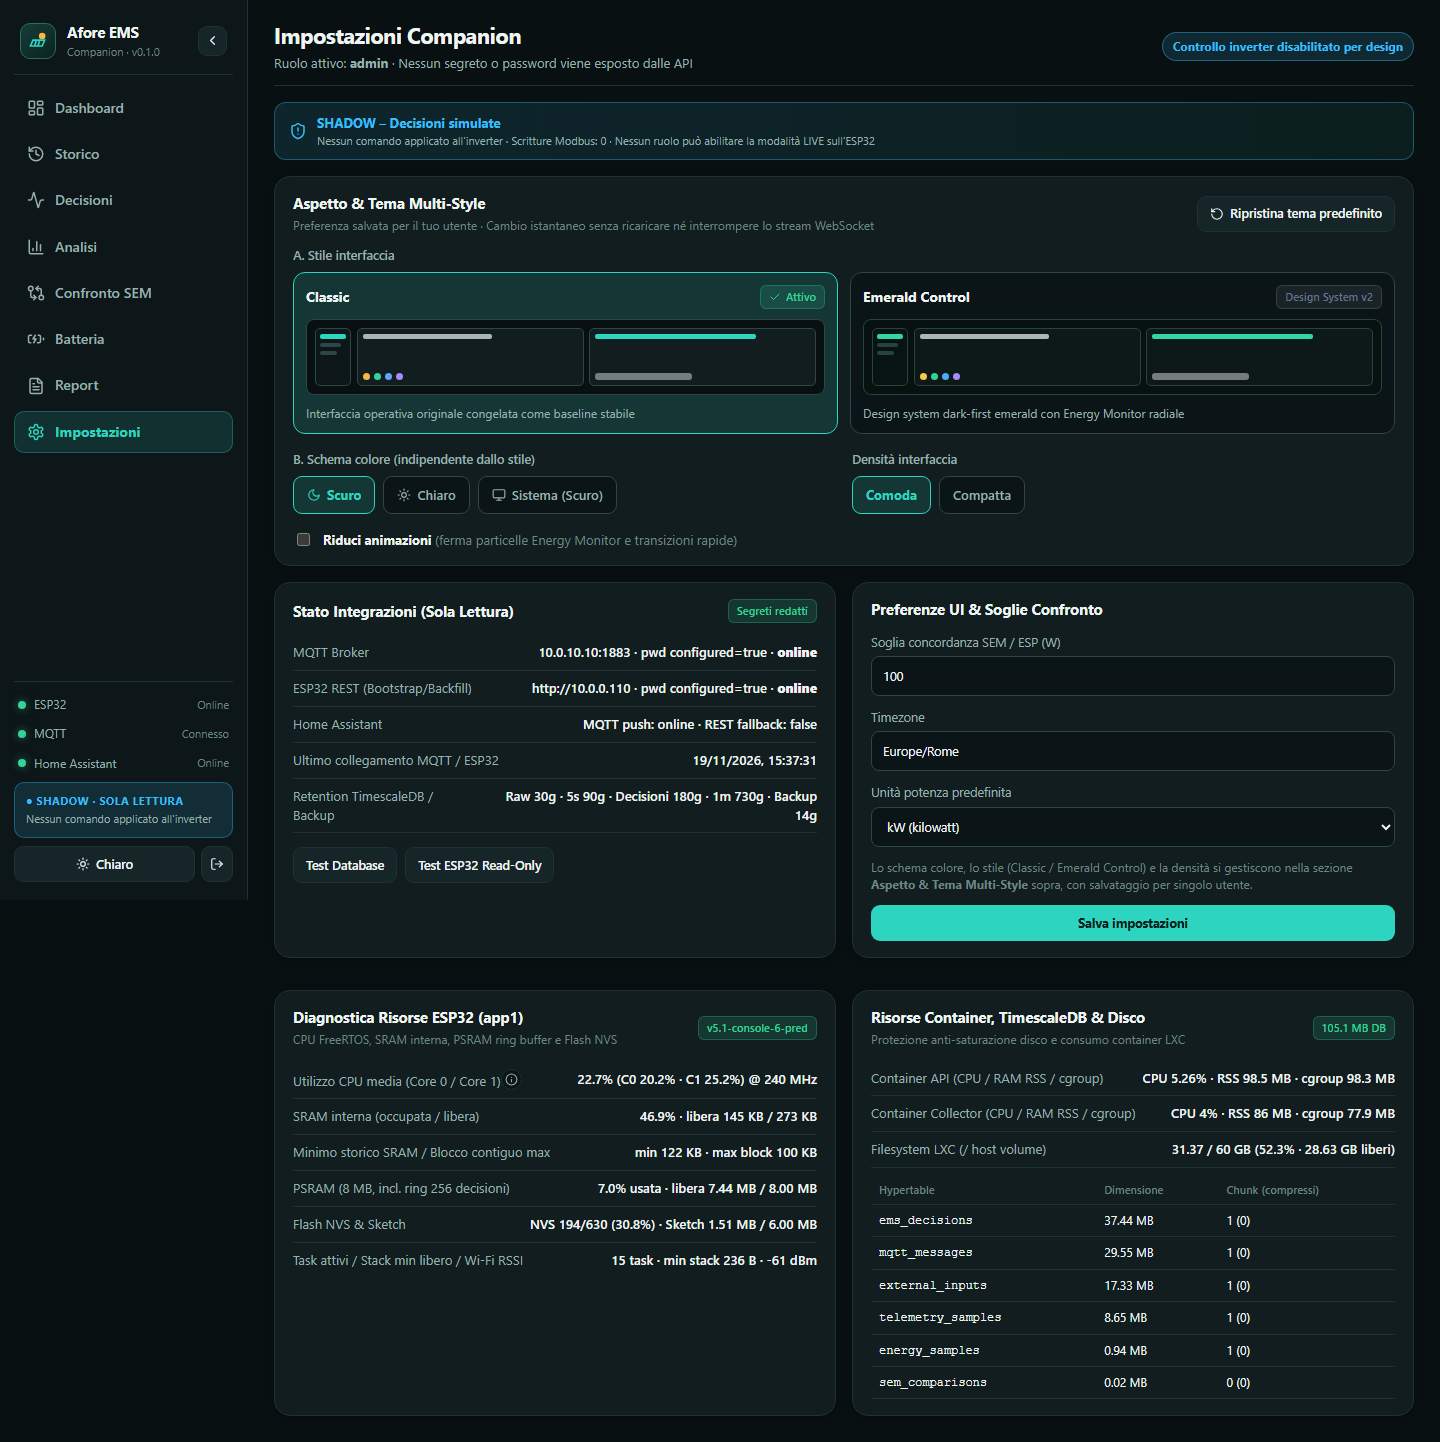 Afore EMS
Companion · v0.1.0
Dashboard
Storico
Decisioni
Analisi
Confronto SEM
Batteria
Report
Impostazioni
ESP32 Online
MQTT Connesso
Home Assistant Online
● SHADOW · SOLA LETTURA
Nessun comando applicato all'inverter
Chiaro
Impostazioni Companion
Ruolo attivo: admin · Nessun segreto o password viene esposto dalle API
Controllo inverter disabilitato per design
SHADOW – Decisioni simulate
Nessun comando applicato all'inverter · Scritture Modbus: 0 · Nessun ruolo può abilitare la modalità LIVE sull'ESP32
Aspetto & Tema Multi-Style
Preferenza salvata per il tuo utente · Cambio istantaneo senza ricaricare né interrompere lo stream WebSocket
Ripristina tema predefinito
A. Stile interfaccia
Classic
Attivo
Interfaccia operativa originale congelata come baseline stabile
Emerald Control
Design System v2
Design system dark-first emerald con Energy Monitor radiale
B. Schema colore (indipendente dallo stile)
Scuro
Chiaro
Sistema (Scuro)
Densità interfaccia
Comoda
Compatta
Riduci animazioni (ferma particelle Energy Monitor e transizioni rapide)
Stato Integrazioni (Sola Lettura)
Segreti redatti
MQTT Broker 10.0.10.10:1883 · pwd configured=true · online
ESP32 REST (Bootstrap/Backfill) http://10.0.0.110 · pwd configured=true · online
Home Assistant MQTT push: online · REST fallback: false
Ultimo collegamento MQTT / ESP32 19/11/2026, 15:37:31
Retention TimescaleDB / Raw 30g · 5s 90g · Decisioni 180g · 1m 730g · Backup
Backup 14g
Test Database
Test ESP32 Read-Only
Preferenze UI & Soglie Confronto
Soglia concordanza SEM / ESP (W)
100
Timezone
Europe/Rome
Unità potenza predefinita
kW (kilowatt)
Lo schema colore, lo stile (Classic / Emerald Control) e la densità si gestiscono nella sezione
Aspetto & Tema Multi-Style sopra, con salvataggio per singolo utente.
Salva impostazioni
Diagnostica Risorse ESP32 (app1)
CPU FreeRTOS, SRAM interna, PSRAM ring buffer e Flash NVS
v5.1-console-6-pred
Utilizzo CPU media (Core 0 / Core 1) 22.7% (C0 20.2% · C1 25.2%) @ 240 MHz
SRAM interna (occupata / libera) 46.9% · libera 145 KB / 273 KB
Minimo storico SRAM / Blocco contiguo max min 122 KB · max block 100 KB
PSRAM (8 MB, incl. ring 256 decisioni) 7.0% usata · libera 7.44 MB / 8.00 MB
Flash NVS & Sketch NVS 194/630 (30.8%) · Sketch 1.51 MB / 6.00 MB
Task attivi / Stack min libero / Wi-Fi RSSI 15 task · min stack 236 B · -61 dBm
Risorse Container, TimescaleDB & Disco
Protezione anti-saturazione disco e consumo container LXC
105.1 MB DB
Container API (CPU / RAM RSS / cgroup) CPU 5.26% · RSS 98.5 MB · cgroup 98.3 MB
Container Collector (CPU / RAM RSS / cgroup) CPU 4% · RSS 86 MB · cgroup 77.9 MB
Filesystem LXC (/ host volume) 31.37 / 60 GB (52.3% · 28.63 GB liberi)
Hypertable Dimensione Chunk (compressi)
ems_decisions 37.44 MB 1 (0)
mqtt_messages 29.55 MB 1 (0)
external_inputs 17.33 MB 1 (0)
telemetry_samples 8.65 MB 1 (0)
energy_samples 0.94 MB 1 (0)
sem_comparisons 0.02 MB 0 (0)